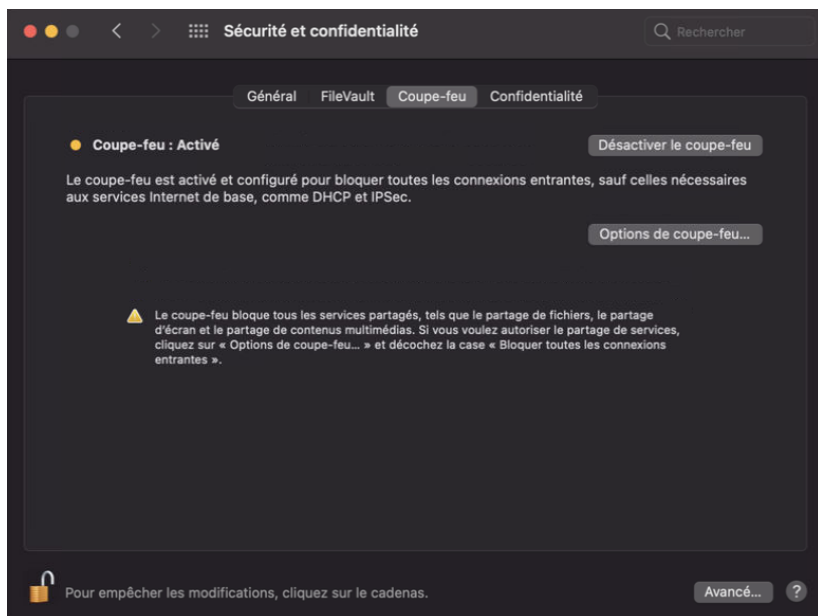 Sécurité et confidentialité
Rechercher
Général FileVault Coupe-feu Confidentialité
Coupe-feu : Activé
Désactiver le coupe-feu
Le coupe-feu est activé et configuré pour bloquer toutes les connexions entrantes, sauf celles nécessaires
aux services Internet de base, comme DHCP et IPSec.
Options de coupe-feu...
Le coupe-feu bloque tous les services partagés, tels que le partage de fichiers, le partage
d'écran et le partage de contenus multimédias. Si vous voulez autoriser le partage de services,
cliquez sur « Options de coupe-feu... » et décochez la case « Bloquer toutes les connexions
entrantes ».
Pour empêcher les modifications, cliquez sur le cadenas.
Avancé... ?